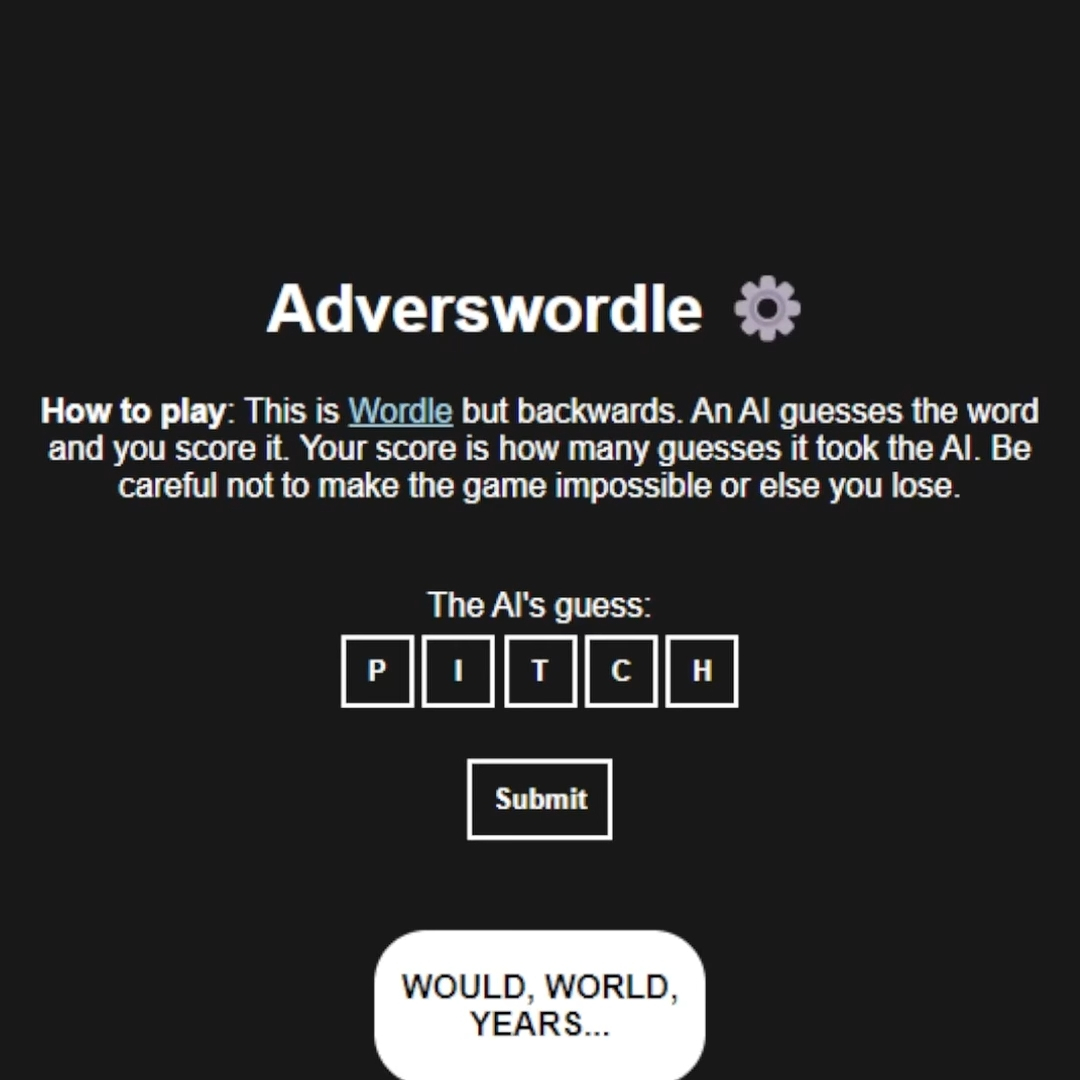 Adverswordle
How to play: This is Wordle but backwards. An AI guesses the word
and you score it. Your score is how many guesses it took the AI. Be
careful not to make the game impossible or else you lose.
The AI's guess:
P I T C H
Submit
WOULD, WORLD,
YEARS...